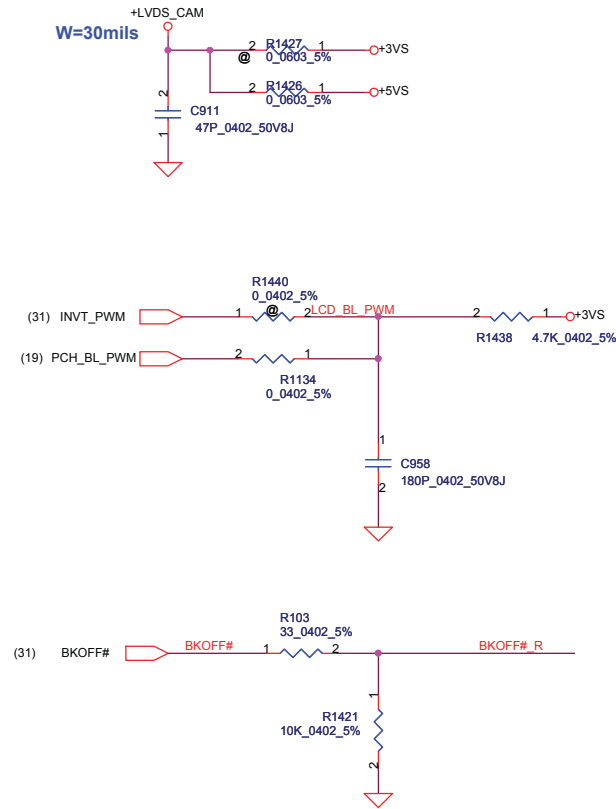 +LVDS_CAM
W=30mils
2 R1427 1 +3VS
@ 0_0603_5%
2 R1426 1 +5VS
0_0603_5%
2
C911
1 47P_0402_50V8J
R1440
0_0402_5%
(31) INVT_PWM 1 @ 2 LCD_BL_PWM 2 1 +3VS
R1438 4.7K_0402_5%
(19) PCH_BL_PWM 2 1
R1134
0_0402_5%
1
C958
180P_0402_50V8J
2
R103
33_0402_5%
(31) BKOFF# BKOFF# 1 2 BKOFF#_R
1
R1421
10K_0402_5%
2